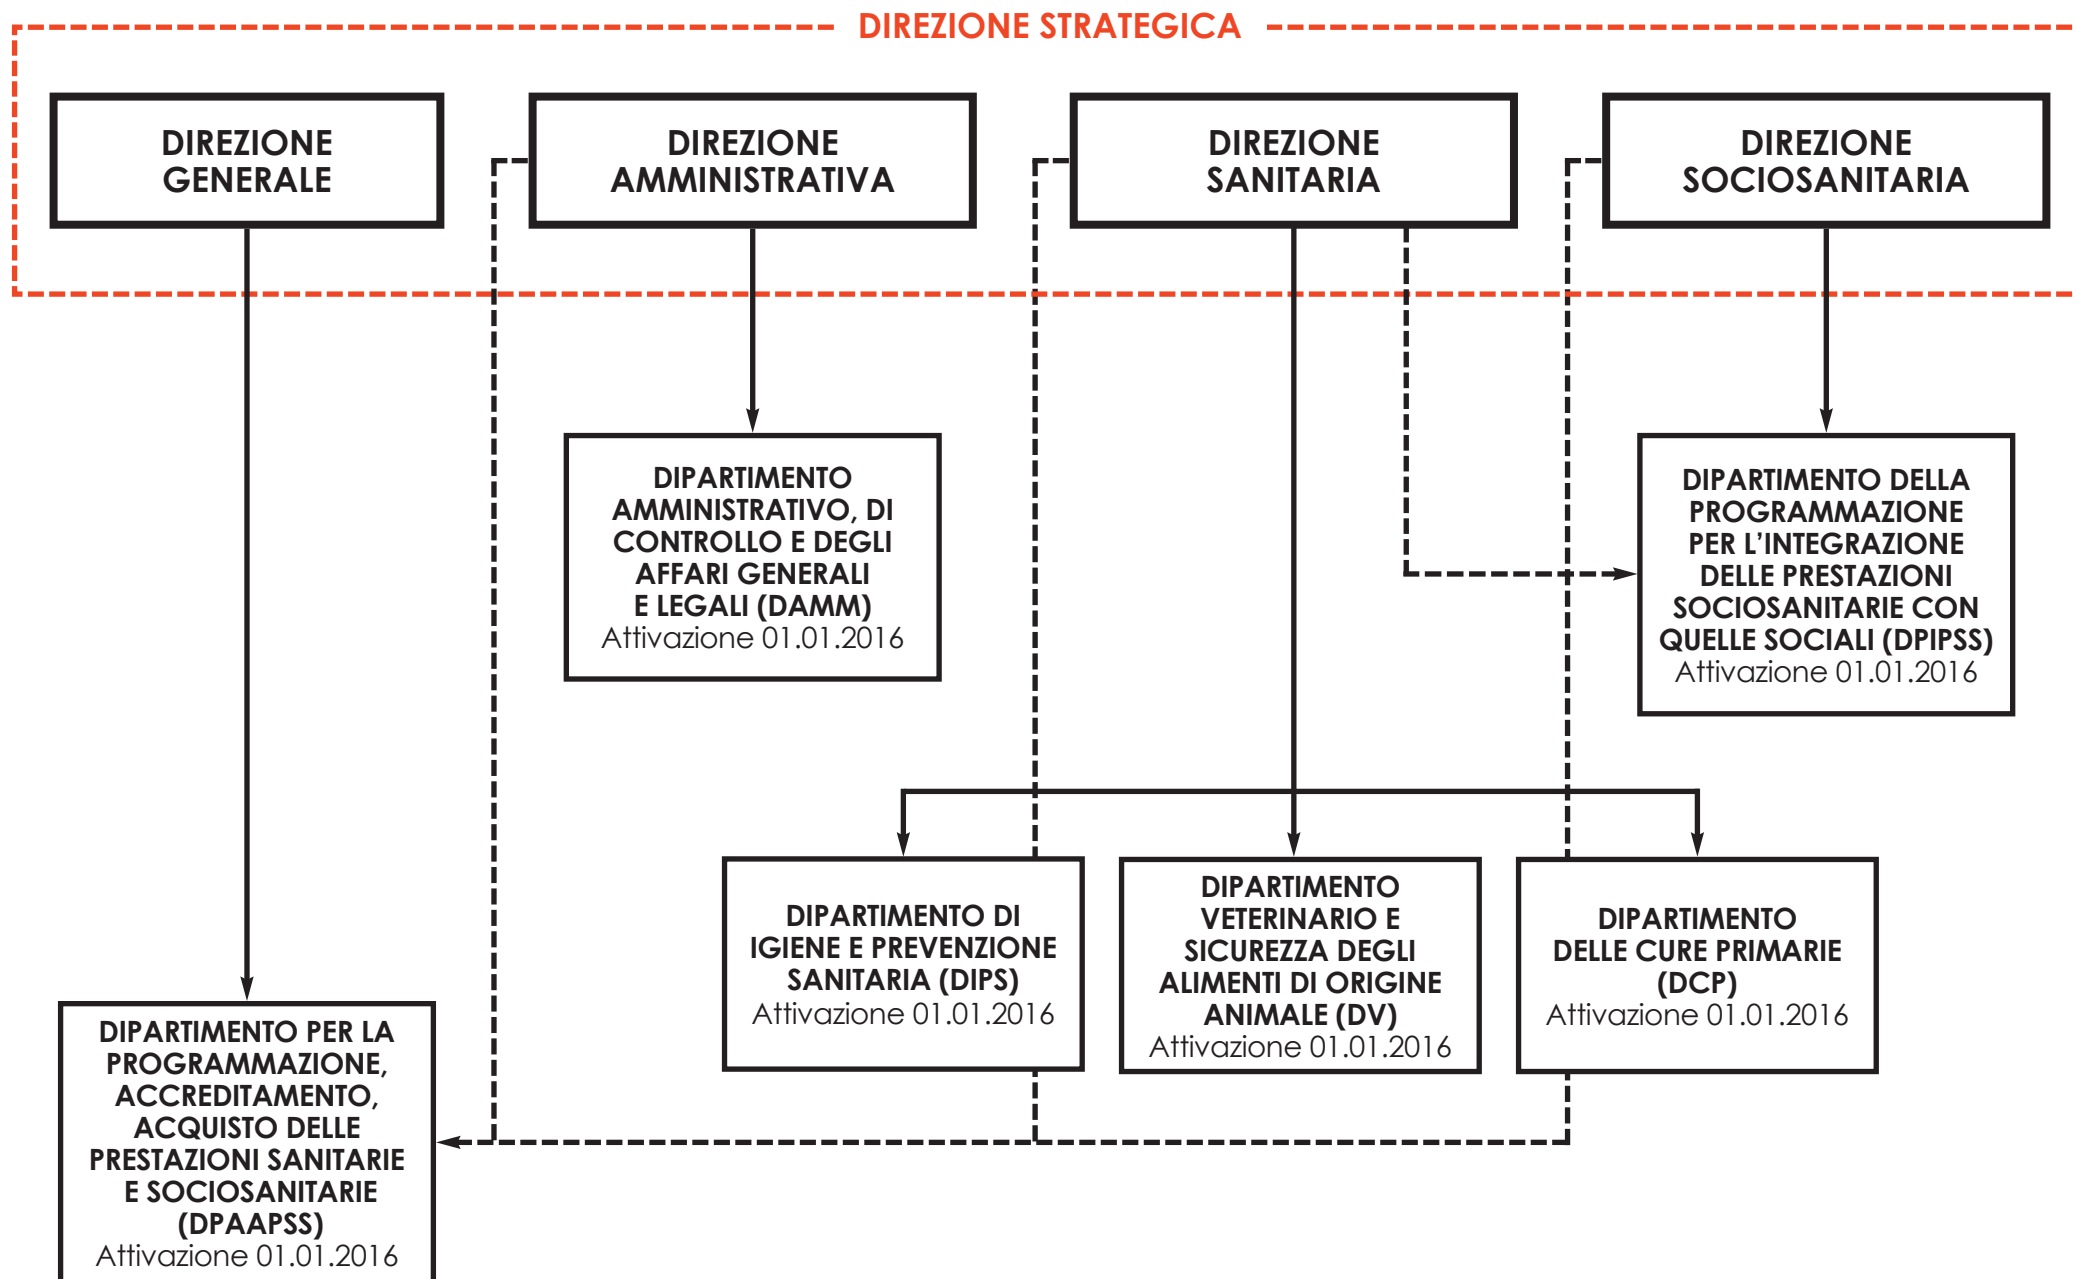 DIREZIONE STRATEGICA
DIREZIONE
GENERALE
DIREZIONE
AMMINISTRATIVA
DIREZIONE
SANITARIA
DIREZIONE
SOCIOSANITARIA
DIPARTIMENTO
AMMINISTRATIVO, DI
CONTROLLO E DEGLI
AFFARI GENERALI
E LEGALI (DAMM)
Attivazione 01.01.2016
DIPARTIMENTO DELLA
PROGRAMMAZIONE
PER L’INTEGRAZIONE
DELLE PRESTAZIONI
SOCIOSANITARIE CON
QUELLE SOCIALI (DPIPSS)
Attivazione 01.01.2016
DIPARTIMENTO DI
IGIENE E PREVENZIONE
SANITARIA (DIPS)
Attivazione 01.01.2016
DIPARTIMENTO
VETERINARIO E
SICUREZZA DEGLI
ALIMENTI DI ORIGINE
ANIMALE (DV)
Attivazione 01.01.2016
DIPARTIMENTO
DELLE CURE PRIMARIE
(DCP)
Attivazione 01.01.2016
DIPARTIMENTO PER LA
PROGRAMMAZIONE,
ACCREDITAMENTO,
ACQUISTO DELLE
PRESTAZIONI SANITARIE
E SOCIOSANITARIE
(DPAAPSS)
Attivazione 01.01.2016